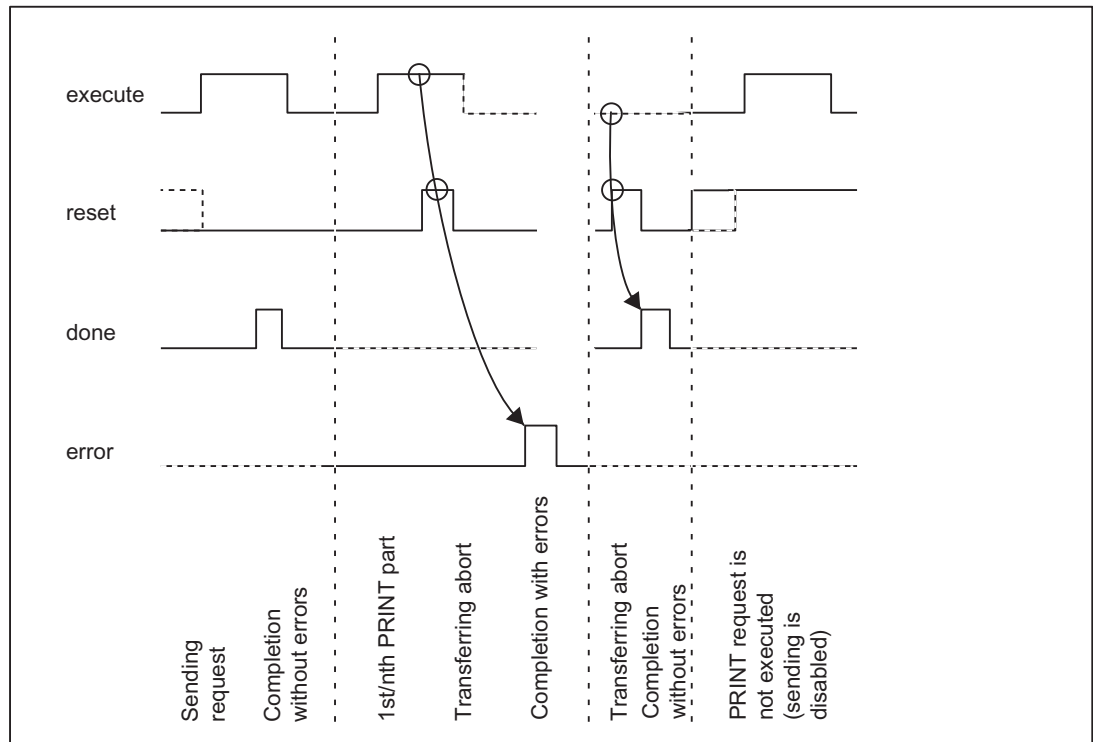 execute
reset
done
error
Sending
request
Completion
without errors
1st/nth PRINT part
Transferring abort
Completion with errors
Transferring abort
Completion
without errors
PRINT request is
not executed
(sending is
disabled)